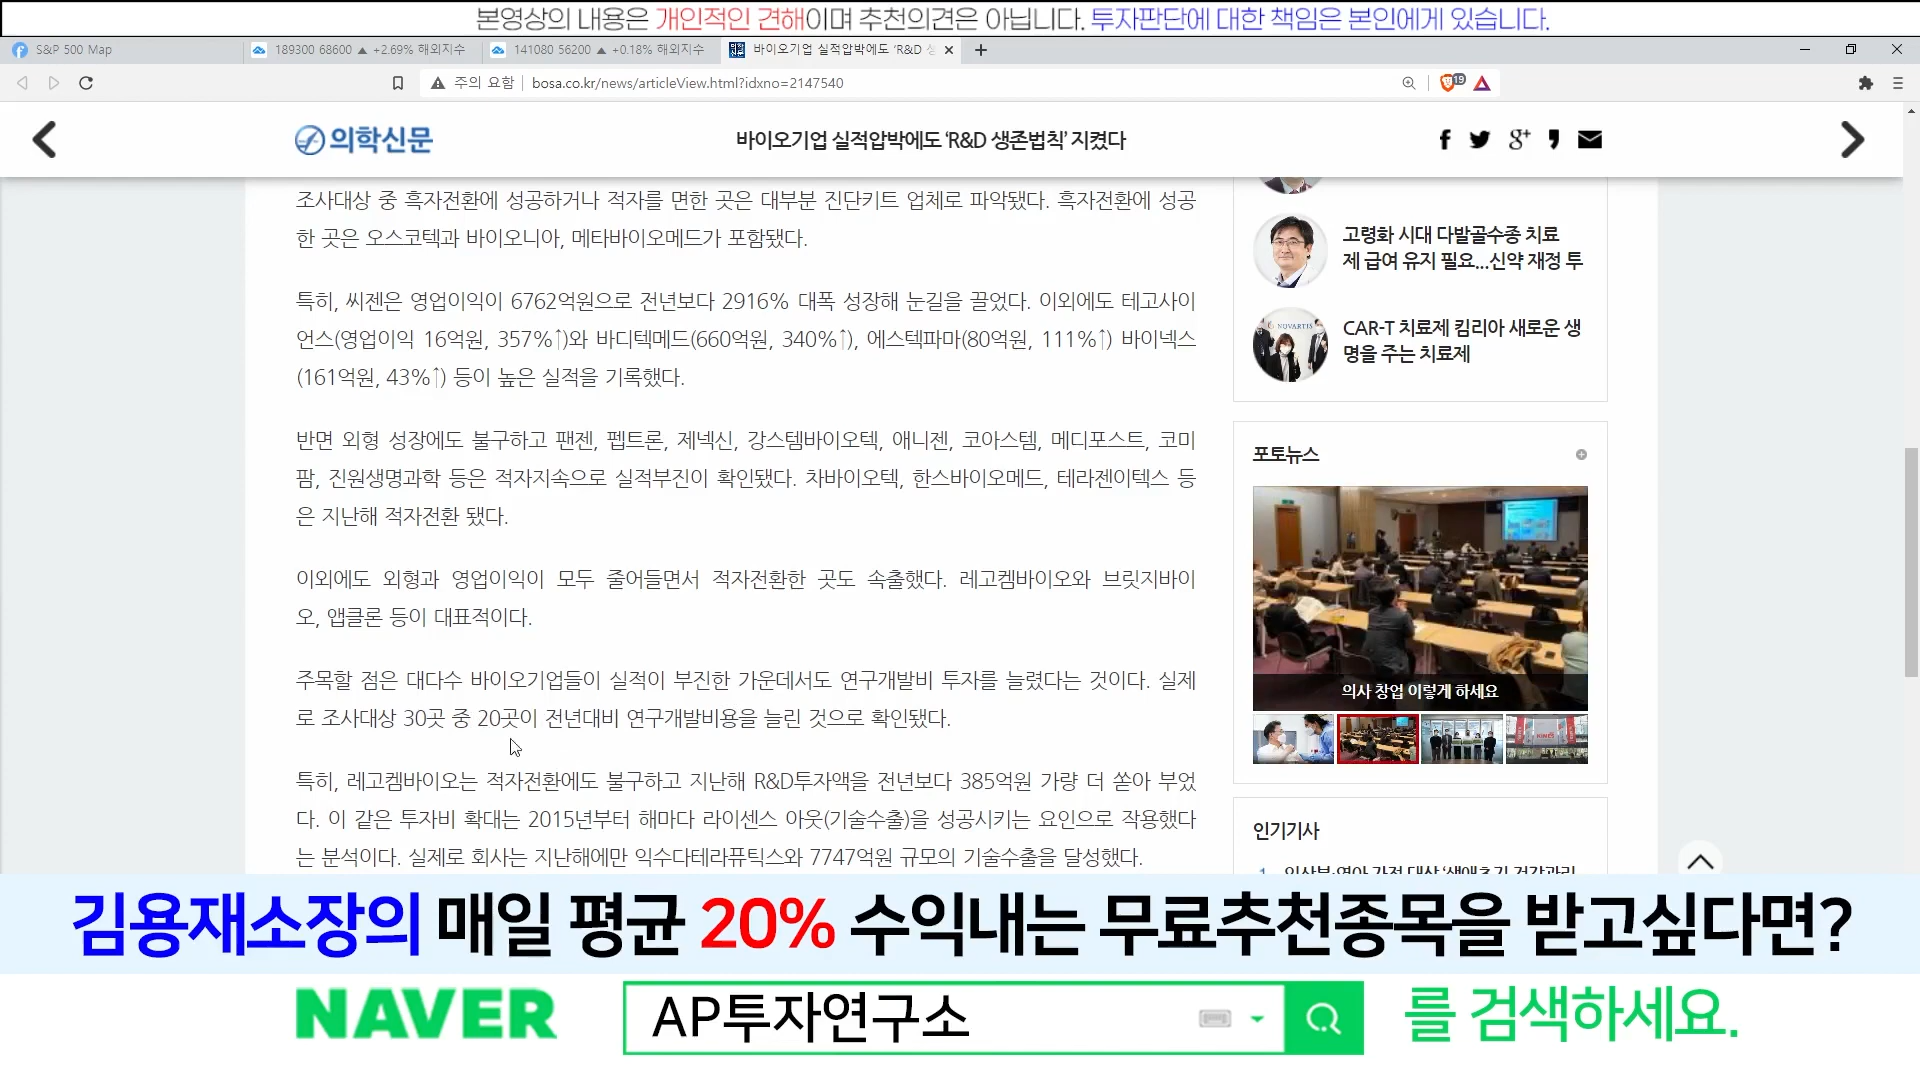 본영상의 내용은 개인적인 견해이며 추천의견은 아닙니다. 투자판단에 대한 책임은 본인에게 있습니다.
S&P 500 Map
189300 68600 ▲ +2.69% 해외지수
141080 56200 ▲ +0.18% 해외지수
바이오기업 실적압박에도 ‘R&D
주의 요함
bosa.co.kr/news/articleView.html?idxno=2147540
19
의학신문
바이오기업 실적압박에도 ‘R&D 생존법칙’ 지켰다
조사대상 중 흑자전환에 성공하거나 적자를 면한 곳은 대부분 진단키트 업체로 파악됐다. 흑자전환에 성공
한 곳은 오스코텍과 바이오니아, 메타바이오메드가 포함됐다.
특히, 씨젠은 영업이익이 6762억원으로 전년보다 2916% 대폭 성장해 눈길을 끌었다. 이외에도 테고사이
언스(영업이익 16억원, 357%↑)와 바디텍메드(660억원, 340%↑), 에스텍파마(80억원, 111%↑) 바이넥스
(161억원, 43%↑) 등이 높은 실적을 기록했다.
반면 외형 성장에도 불구하고 팬젠, 펩트론, 제넥신, 강스템바이오텍, 애니젠, 코아스템, 메디포스트, 코미
팜, 진원생명과학 등은 적자지속으로 실적부진이 확인됐다. 차바이오텍, 한스바이오메드, 테라젠이텍스 등
은 지난해 적자전환 됐다.
이외에도 외형과 영업이익이 모두 줄어들면서 적자전환한 곳도 속출했다. 레고켐바이오와 브릿지바이
오, 앱클론 등이 대표적이다.
주목할 점은 대다수 바이오기업들이 실적이 부진한 가운데서도 연구개발비 투자를 늘렸다는 것이다. 실제
로 조사대상 30곳 중 20곳이 전년대비 연구개발비용을 늘린 것으로 확인됐다.
특히, 레고켐바이오는 적자전환에도 불구하고 지난해 R&D투자액을 전년보다 385억원 가량 더 쏟아 부었
다. 이 같은 투자비 확대는 2015년부터 해마다 라이센스 아웃(기술수출)을 성공시키는 요인으로 작용했다
는 분석이다. 실제로 회사는 지난해에만 익수다테라퓨틱스와 7747억원 규모의 기술수출을 달성했다.
고령화 시대 다발골수종 치료
제 급여 유지 필요...신약 재정 투
NOVARTIS
CAR-T 치료제 킴리아 새로운 생
명을 주는 치료제
포토뉴스
의사 창업 이렇게 하세요
인기기사
김용재소장의 매일 평균 20% 수익내는 무료추천종목을 받고싶다면?
NAVER
AP투자연구소
를 검색하세요.